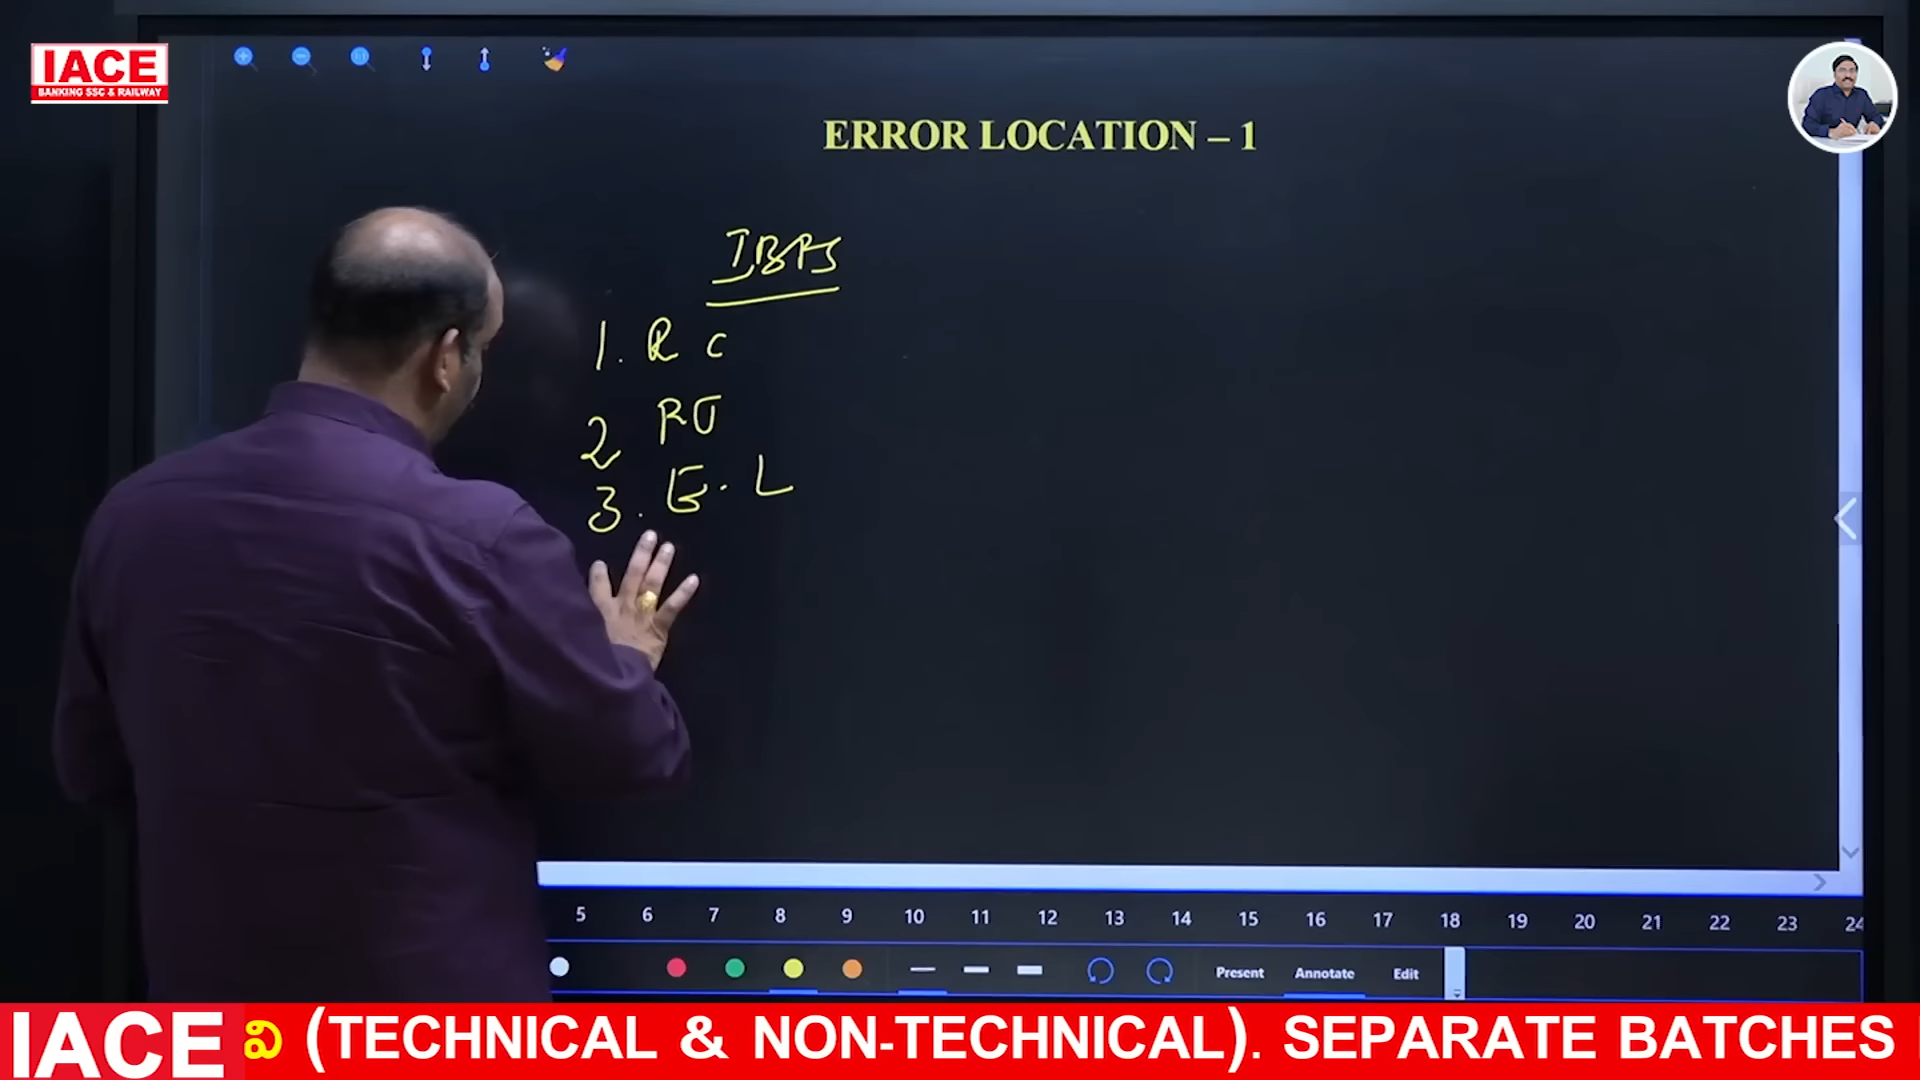 IACE
BANKING SSC & RAILWAY
ERROR LOCATION – 1
IBPS
1. R C
2 RJ
3. E. L
5 6 7 8 9 10 11 12 13 14 15 16 17 18 19 20 21 22 23 24
Present Annotate Edit
IACE వి (TECHNICAL & NON-TECHNICAL). SEPARATE BATCHES